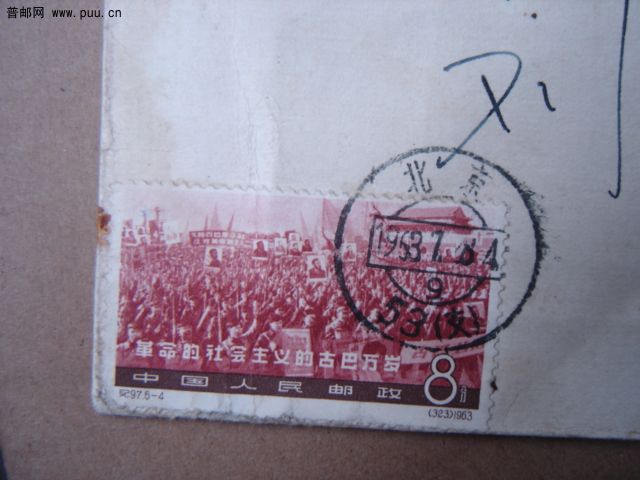 普邮网 www.puu.cn
北京
1963.7.
9
53(支)
革命的社会主义的古巴万岁
中国人民邮政
8分
纪97.6-4
(323)1963